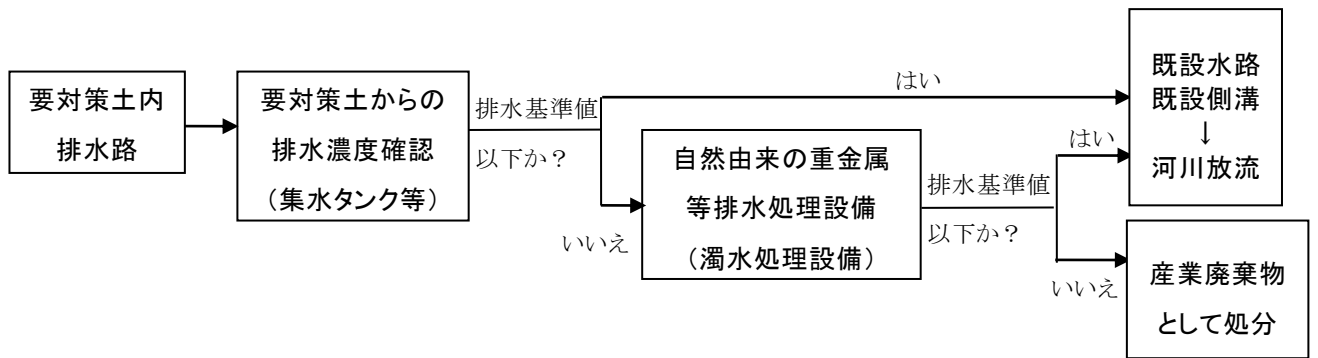 要対策土内
排水路
要対策土からの
排水濃度確認
（集水タンク等）
排水基準値
以下か？
はい
いいえ
自然由来の重金属
等排水処理設備
（濁水処理設備）
排水基準値
以下か？
はい
いいえ
既設水路
既設側溝
↓
河川放流
産業廃棄物
として処分